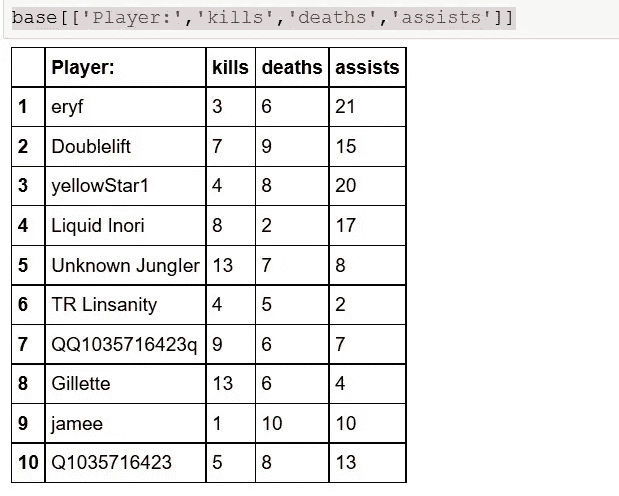 base[['Player:','kills','deaths','assists']]
Player: kills deaths assists
1 eryf 3 6 21
2 Doublelift 7 9 15
3 yellowStar1 4 8 20
4 Liquid Inori 8 2 17
5 Unknown Jungler 13 7 8
6 TR Linsanity 4 5 2
7 QQ1035716423q 9 6 7
8 Gillette 13 6 4
9 jamee 1 10 10
10 Q1035716423 5 8 13